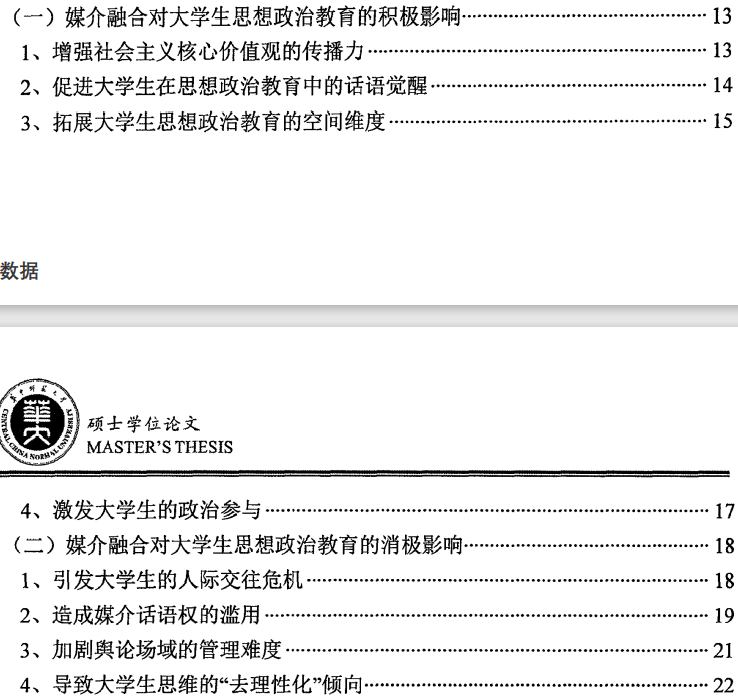 （一）媒介融合对大学生思想政治教育的积极影响……………………………13
1、增强社会主义核心价值观的传播力……………………………13
2、促进大学生在思想政治教育中的话语觉醒……………………………14
3、拓展大学生思想政治教育的空间维度……………………………15
数据
华中师范大学
CENTRAL CHINA NORMAL UNIVERSITY
硕士学位论文
MASTER'S THESIS
4、激发大学生的政治参与……………………………17
（二）媒介融合对大学生思想政治教育的消极影响……………………………18
1、引发大学生的人际交往危机……………………………18
2、造成媒介话语权的滥用……………………………19
3、加剧舆论场域的管理难度……………………………21
4、导致大学生思维的“去理性化”倾向……………………………22